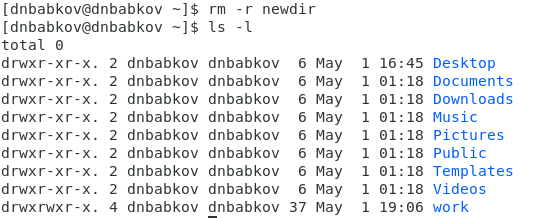 [dnbabkov@dnbabkov ~]$ rm -r newdir
[dnbabkov@dnbabkov ~]$ ls -l
total 0
drwxr-xr-x. 2 dnbabkov dnbabkov  6 May  1 16:45 Desktop
drwxr-xr-x. 2 dnbabkov dnbabkov  6 May  1 01:18 Documents
drwxr-xr-x. 2 dnbabkov dnbabkov  6 May  1 01:18 Downloads
drwxr-xr-x. 2 dnbabkov dnbabkov  6 May  1 01:18 Music
drwxr-xr-x. 2 dnbabkov dnbabkov  6 May  1 01:18 Pictures
drwxr-xr-x. 2 dnbabkov dnbabkov  6 May  1 01:18 Public
drwxr-xr-x. 2 dnbabkov dnbabkov  6 May  1 01:18 Templates
drwxr-xr-x. 2 dnbabkov dnbabkov  6 May  1 01:18 Videos
drwxrwxr-x. 4 dnbabkov dnbabkov 37 May  1 19:06 work